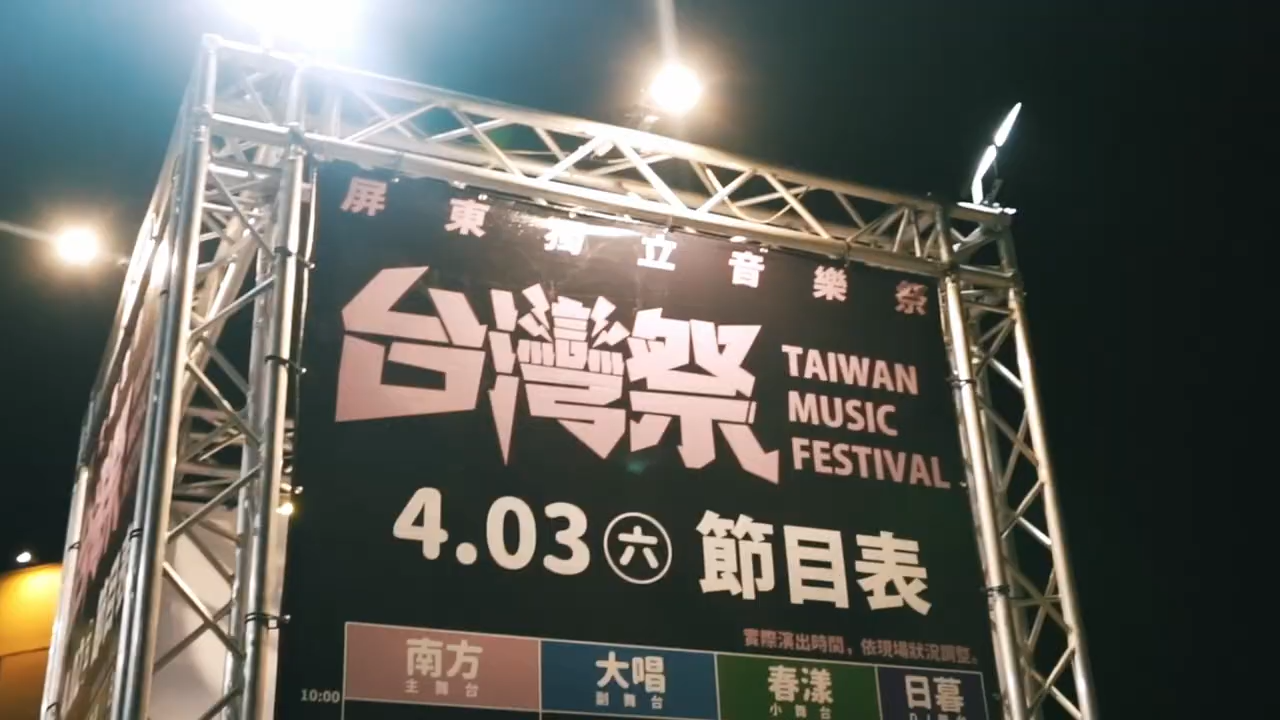 屏東獨立音樂祭
台灣祭
TAIWAN
MUSIC
FESTIVAL
4.03㊅ 節目表
實際演出時間，依現場狀況調整。
南方 大唱 春漾 日暮
主舞台 副舞台 小舞台
10:00